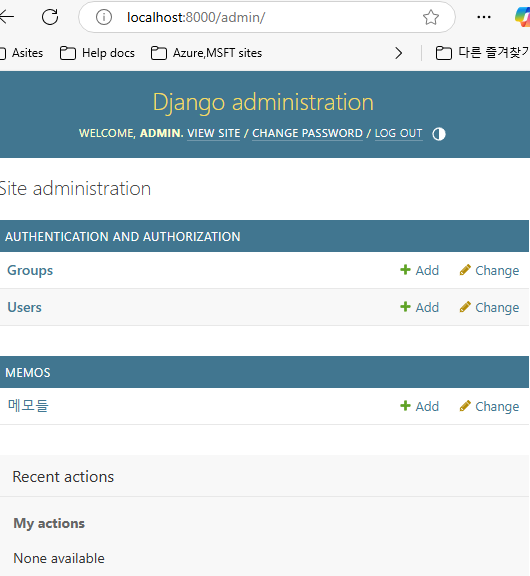 localhost:8000/admin/
Asites Help docs Azure,MSFT sites 다른 즐겨찾기
Django administration
WELCOME, ADMIN. VIEW SITE / CHANGE PASSWORD / LOG OUT
Site administration
AUTHENTICATION AND AUTHORIZATION
Groups Add Change
Users Add Change
MEMOS
메모들 Add Change
Recent actions
My actions
None available